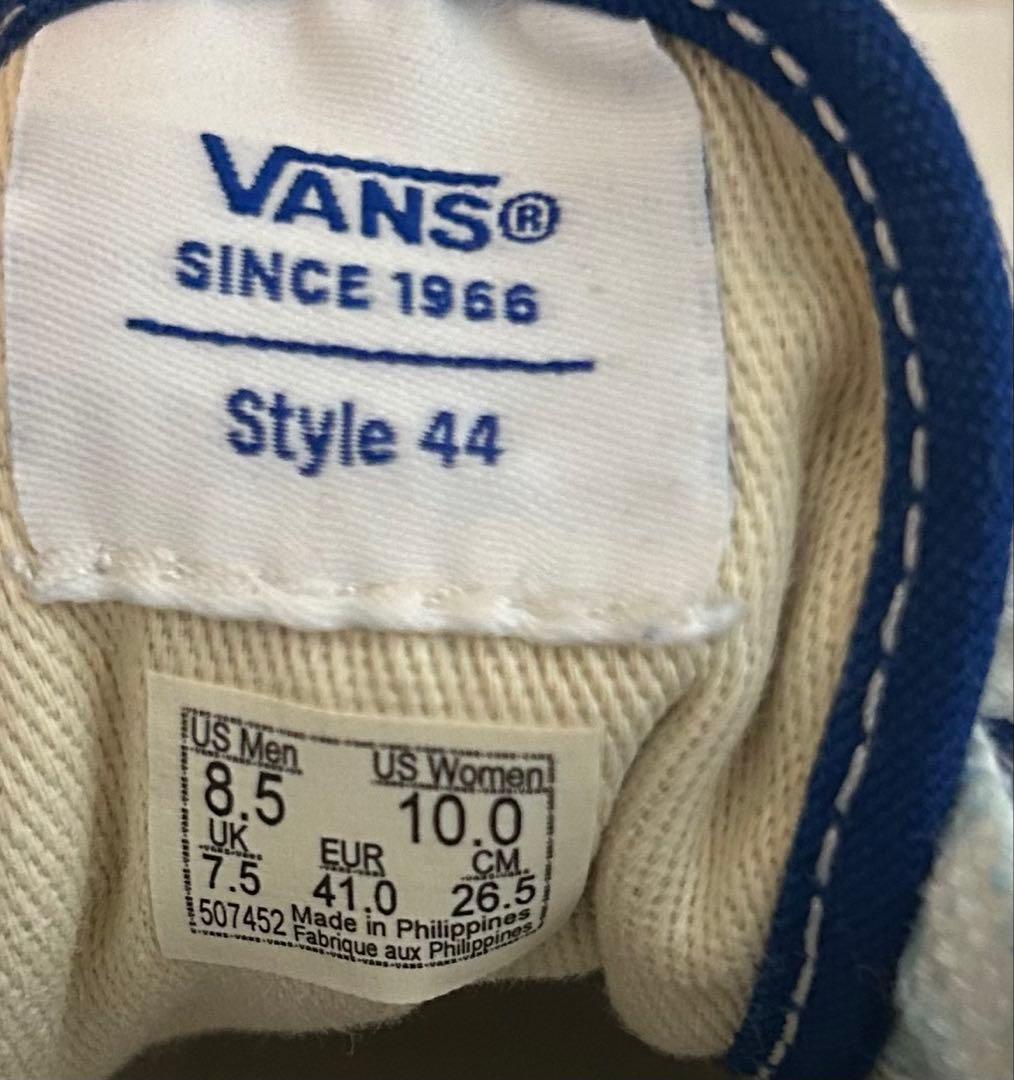 VANS®
SINCE 1966
Style 44
US Men US Women
8.5 10.0
UK EUR CM
7.5 41.0 26.5
507452 Made in Philippines
Fabrique aux Philippines